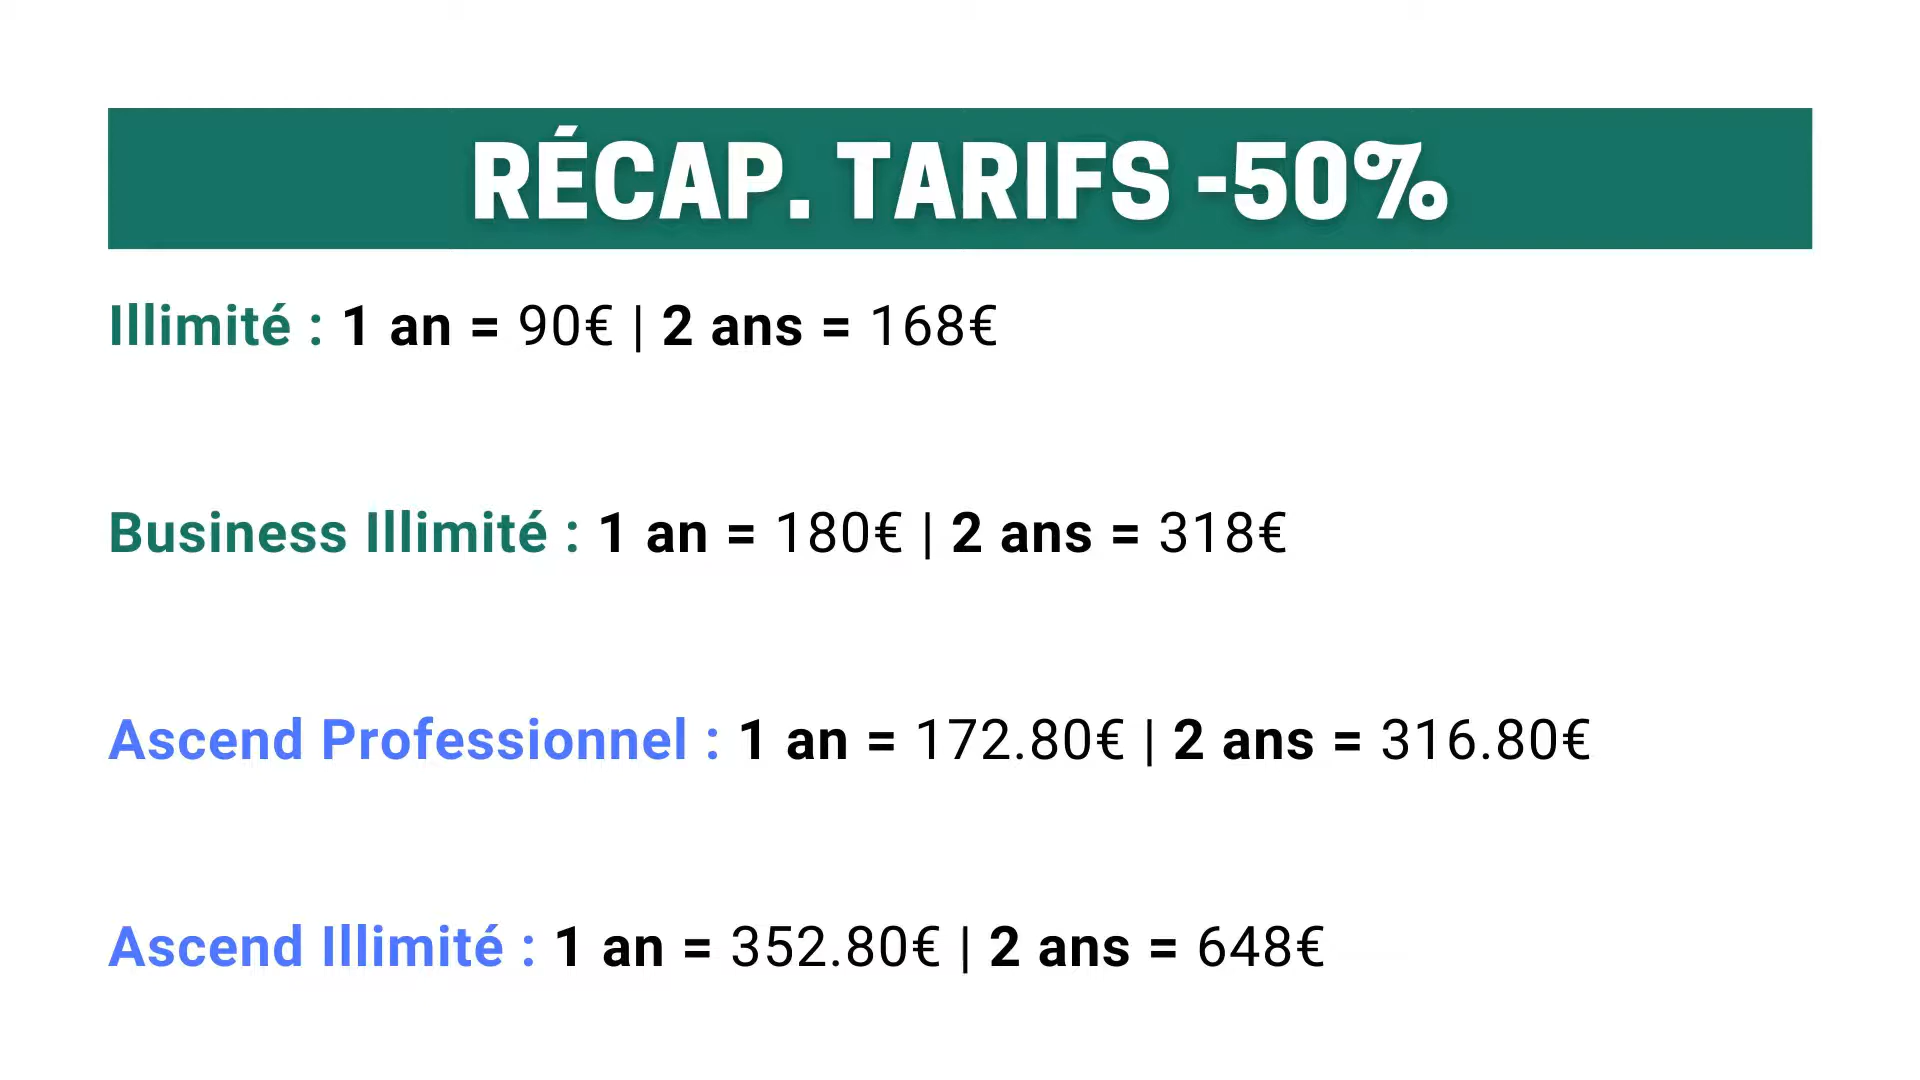 RÉCAP. TARIFS -50%
Illimité : 1 an = 90€ | 2 ans = 168€
Business Illimité : 1 an = 180€ | 2 ans = 318€
Ascend Professionnel : 1 an = 172.80€ | 2 ans = 316.80€
Ascend Illimité : 1 an = 352.80€ | 2 ans = 648€